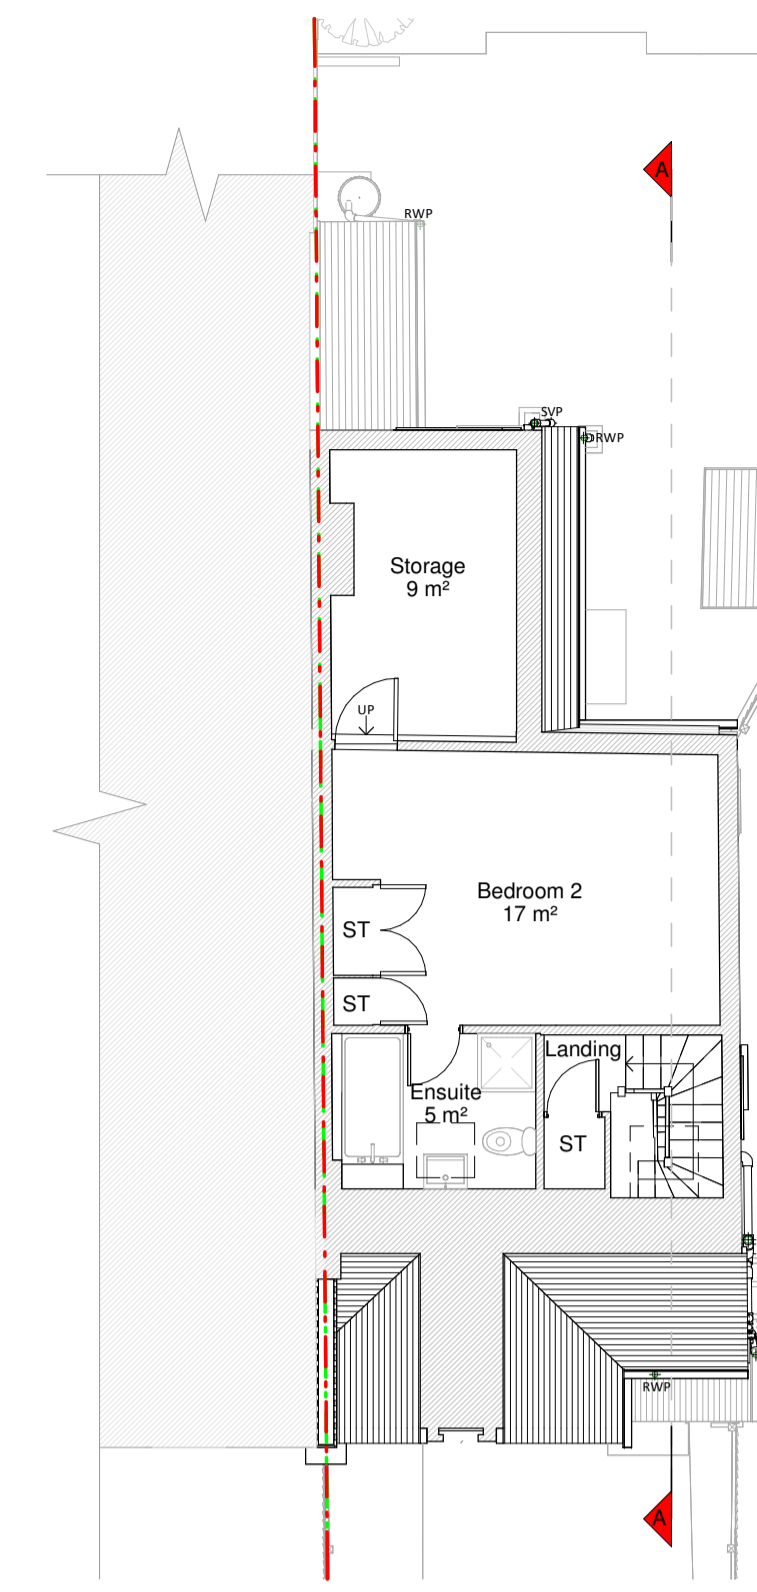 A
RWP
SVP
RWP
Storage
9 m²
UP
Bedroom 2
17 m²
ST
ST
Landing
Ensuite
5 m²
ST
RWP
A